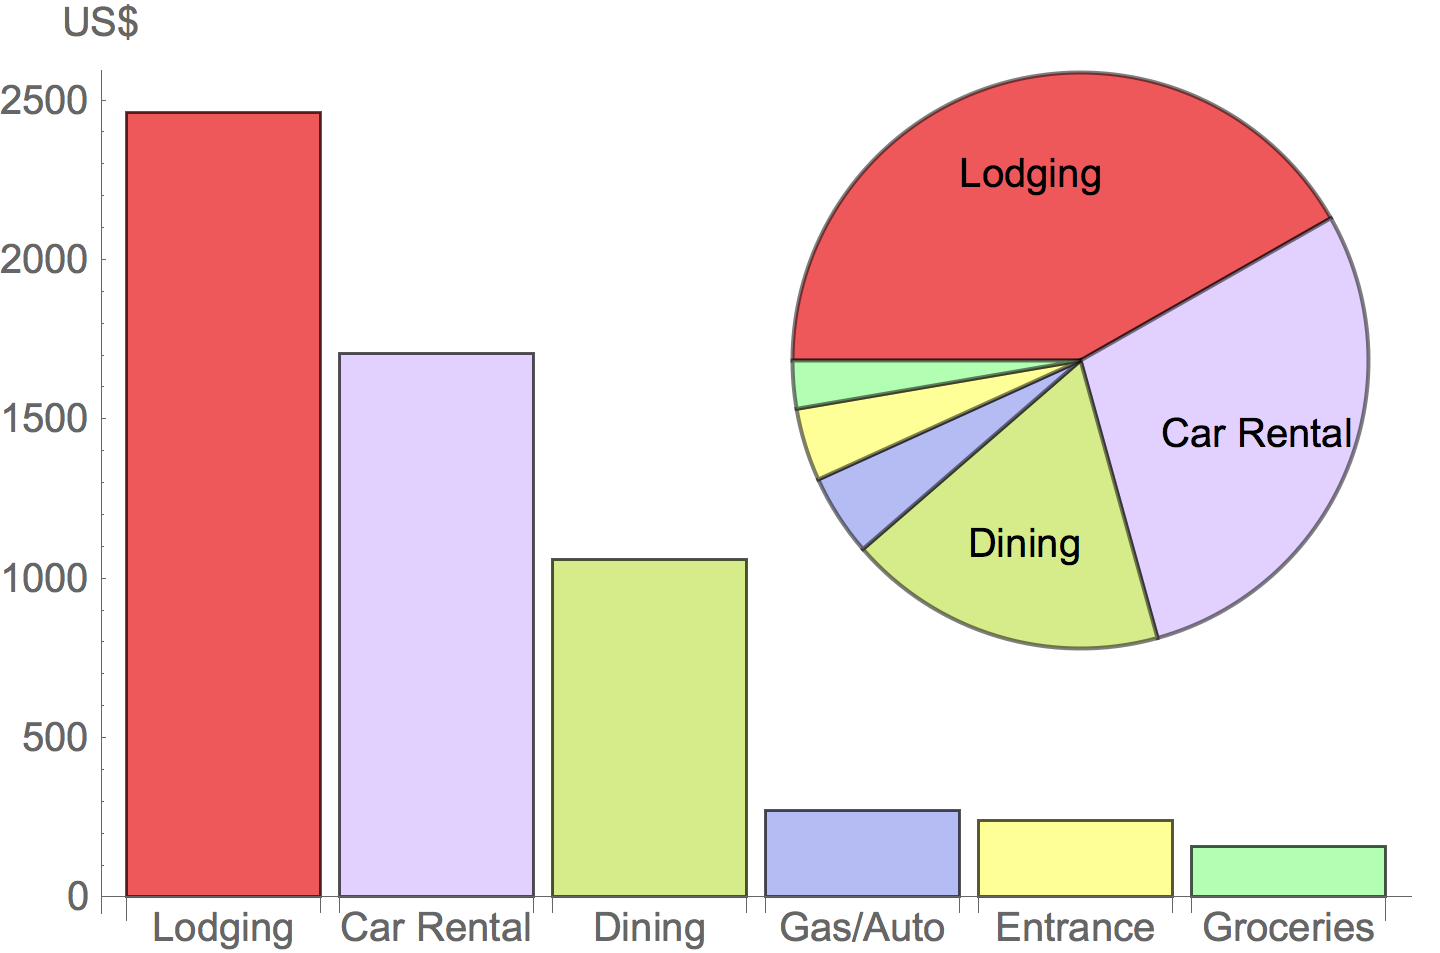 US$
2500
2000
1500
1000
500
0
Lodging Car Rental Dining Gas/Auto Entrance Groceries
Lodging
Car Rental
Dining